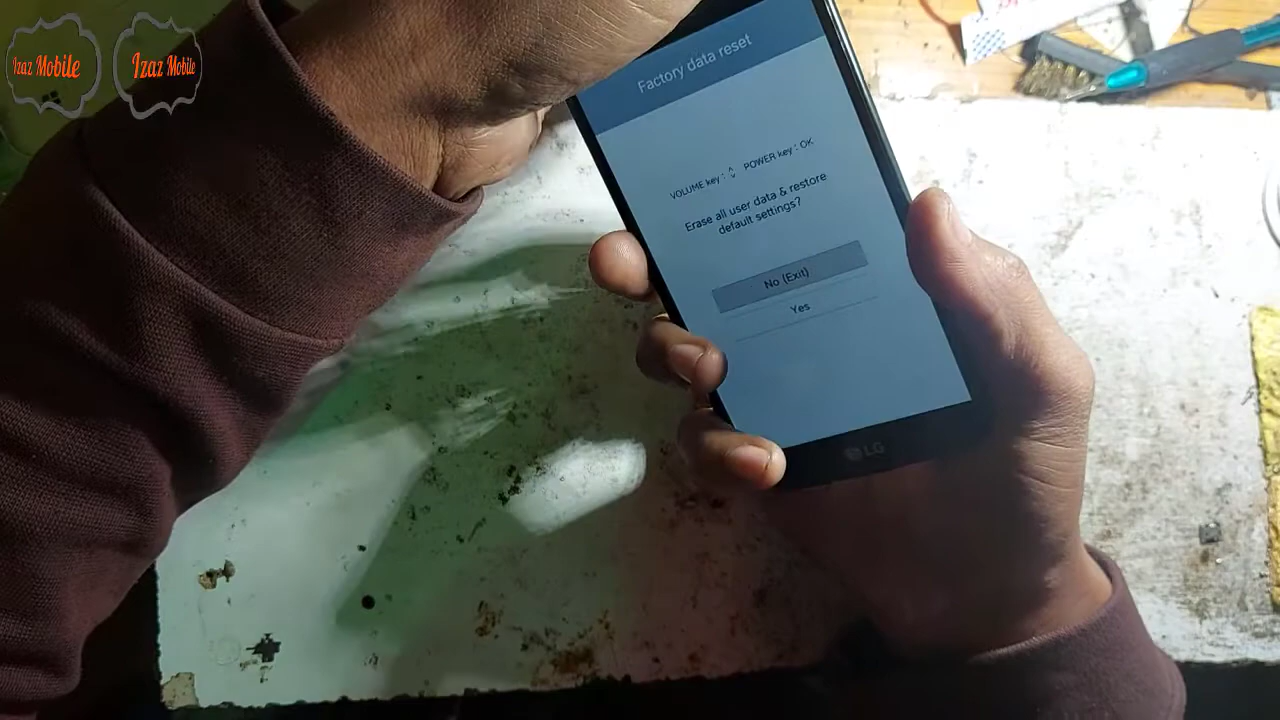 Izaz Mobile
Izaz Mobile
Factory data reset
VOLUME key : POWER key : OK
Erase all user data & restore
default settings?
No (Exit)
Yes
LG